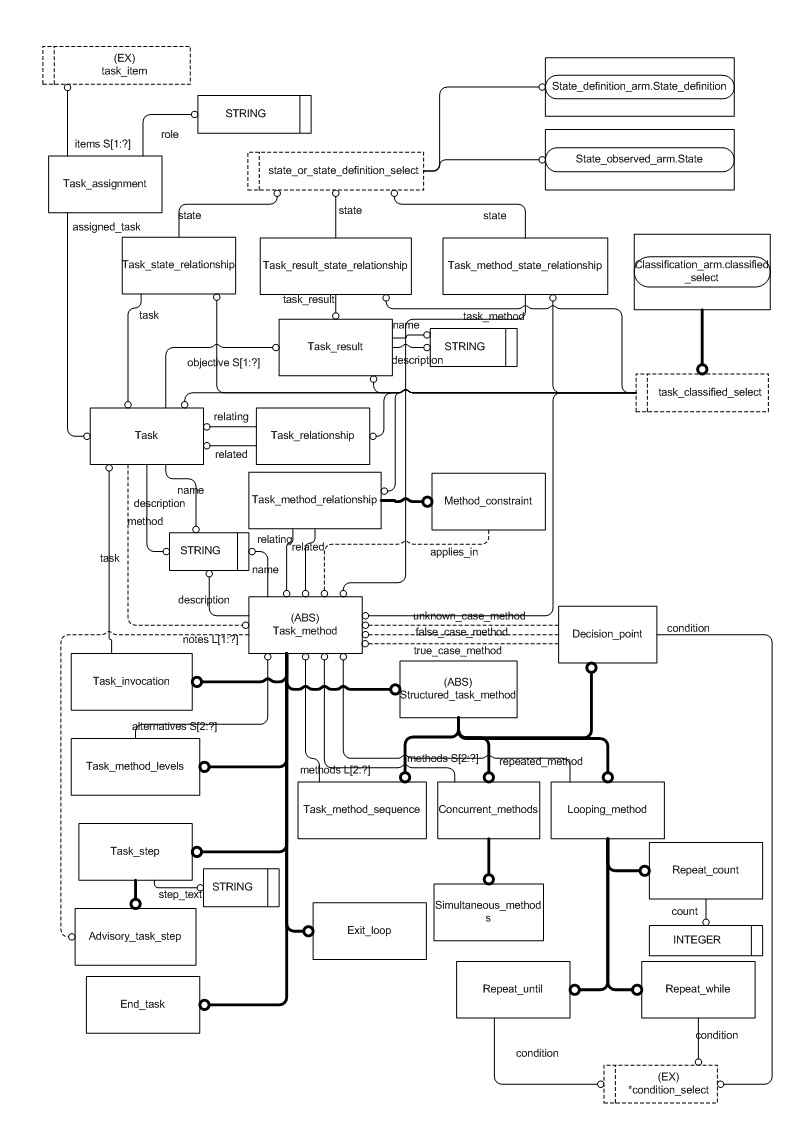 (EX)
task_item
State_definition_arm.State_definition
STRING
items S[1:?]
role
Task_assignment
state_or_state_definition_select
State_observed_arm.State
assigned_task
state
state
state
Task_state_relationship
Task_result_state_relationship
Task_method_state_relationship
Classification_arm.classified
_select
task
task_result
task_method
name
Task_result
STRING
objective S[1:?]
description
task_classified_select
Task
relating
Task_relationship
related
name
description
method
Task_method_relationship
Method_constraint
STRING
relating
related
applies_in
task
name
description
(ABS)
Task_method
notes L[1:?]
unknown_case_method
false_case_method
true_case_method
Decision_point
condition
Task_invocation
(ABS)
Structured_task_method
alternatives S[2:?]
Task_method_levels
methods L[2:?]
methods S[2:?]
repeated_method
Task_method_sequence
Concurrent_methods
Looping_method
Task_step
step_text
STRING
Repeat_count
count
Simultaneous_method
s
Advisory_task_step
Exit_loop
INTEGER
End_task
Repeat_until
Repeat_while
condition
condition
(EX)
*condition_select